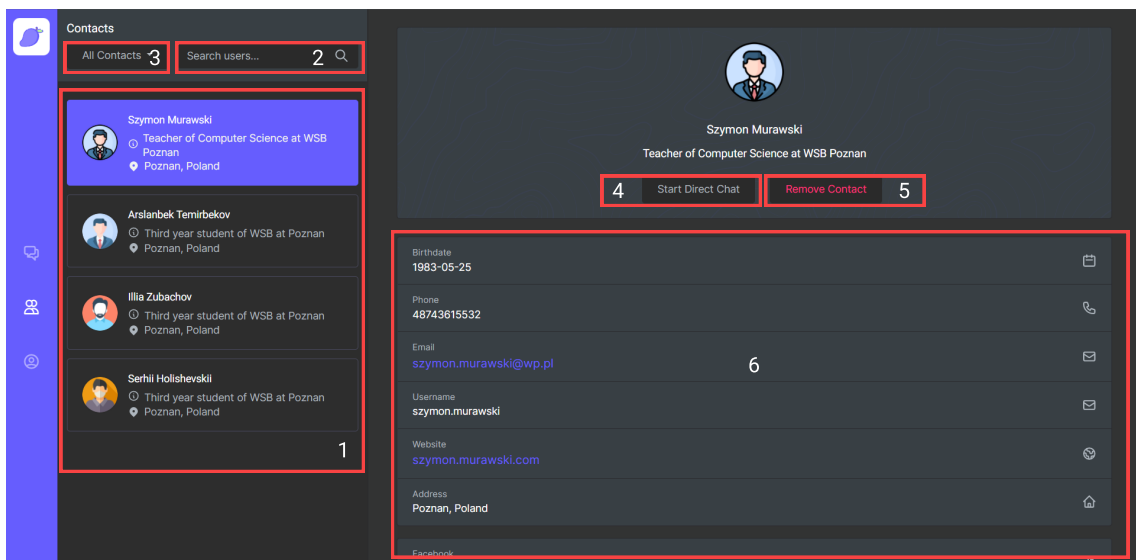 Contacts
All Contacts 3
Search users... 2
Szymon Murawski
Teacher of Computer Science at WSB
Poznan
Poznan, Poland
Arslanbek Temirbekov
Third year student of WSB at Poznan
Poznan, Poland
Illia Zubachov
Third year student of WSB at Poznan
Poznan, Poland
Serhii Holishevskii
Third year student of WSB at Poznan
Poznan, Poland
1
Szymon Murawski
Teacher of Computer Science at WSB Poznan
4 Start Direct Chat
Remove Contact 5
Birthdate
1983-05-25
Phone
48743615532
Email
szymon.murawski@wp.pl
6
Username
szymon.murawski
Website
szymon.murawski.com
Address
Poznan, Poland
Facebook